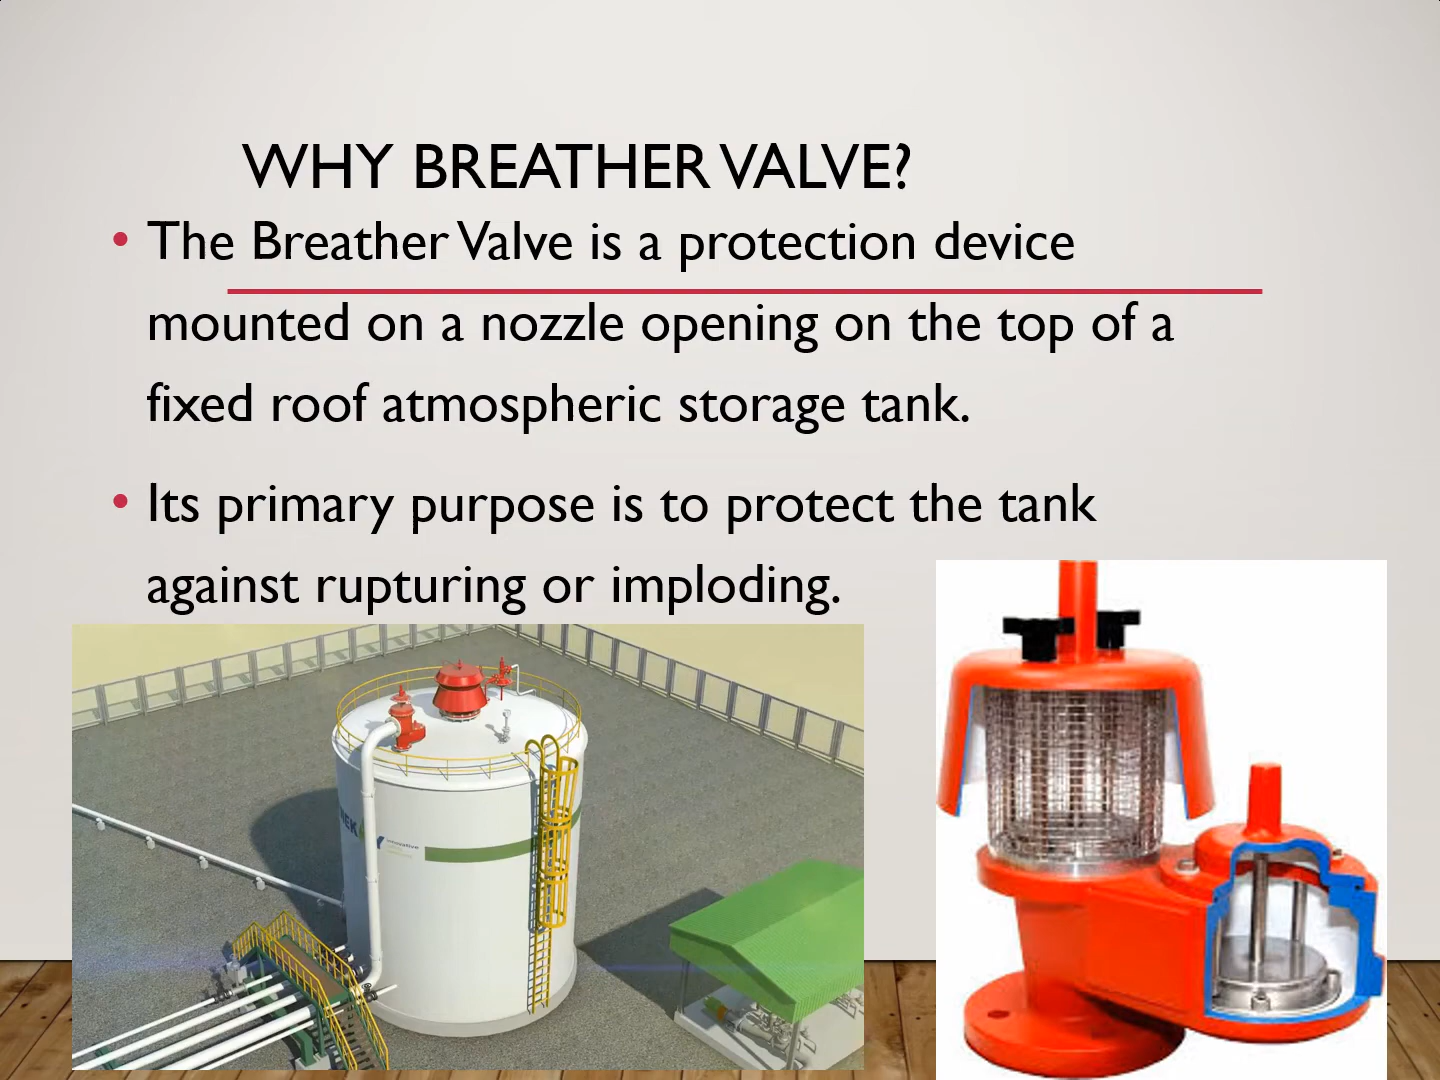 WHY BREATHER VALVE?
• The Breather Valve is a protection device
mounted on a nozzle opening on the top of a
fixed roof atmospheric storage tank.
• Its primary purpose is to protect the tank
against rupturing or imploding.